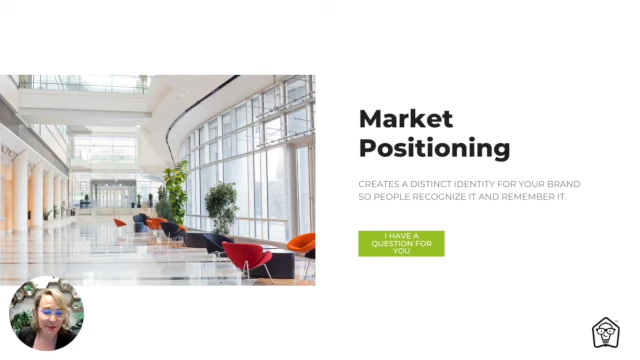 Market
Positioning
CREATES A DISTINCT IDENTITY FOR YOUR BRAND
SO PEOPLE RECOGNIZE IT AND REMEMBER IT.
I HAVE A
QUESTION FOR
YOU